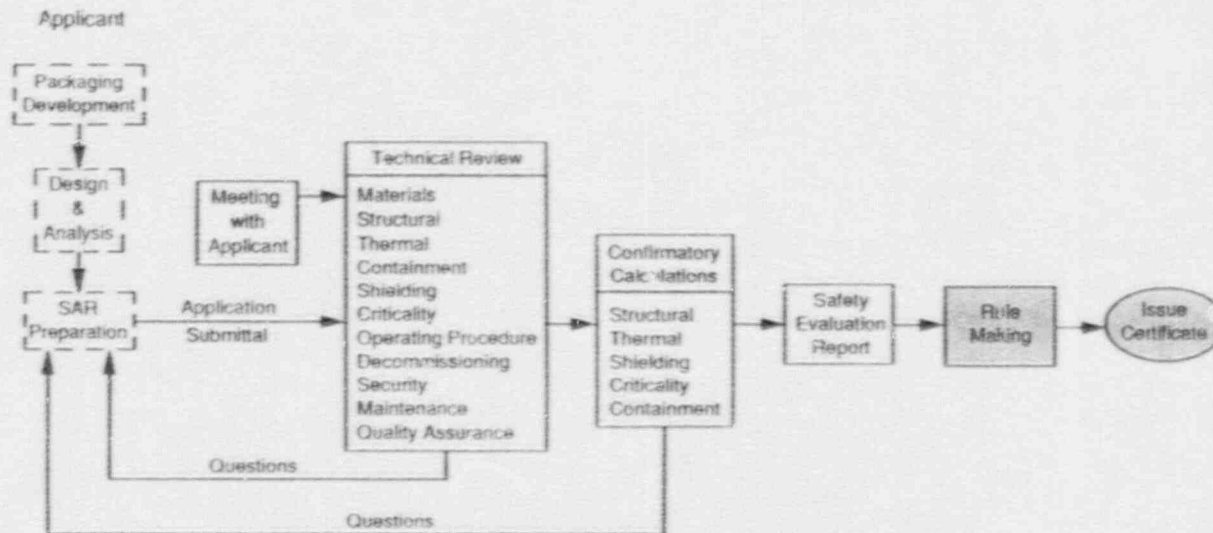 Applicant
Packaging
Development
Design
&
Analysis
SAR
Preparation
Application
Submittal
Meeting
with
Applicant
Technical Review
Materials
Structural
Thermal
Containment
Shielding
Criticality
Operating Procedure
Decommissioning
Security
Maintenance
Quality Assurance
Confirmatory
Calculations
Structural
Thermal
Shielding
Criticality
Containment
Safety
Evaluation
Report
Rule
Making
Issue
Certificate
Questions
Questions